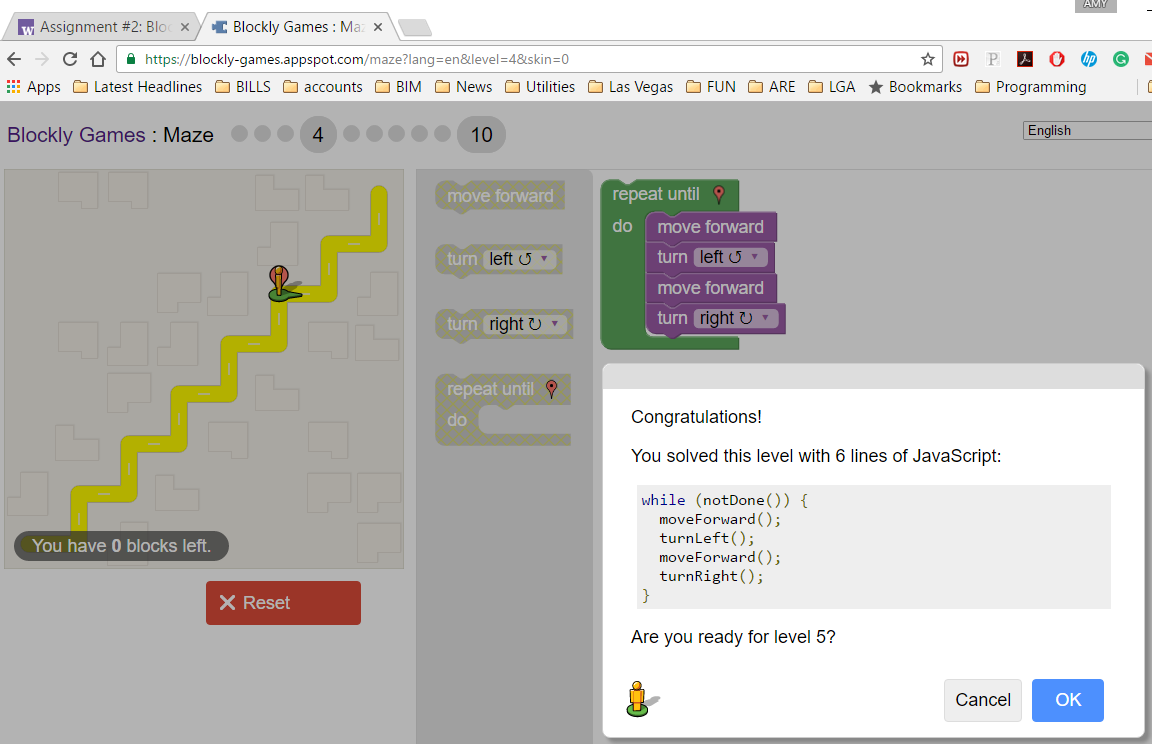 AMY
Assignment #2: Bloc
Blockly Games : Maz
https://blockly-games.appspot.com/maze?lang=en&level=4&skin=0
Apps Latest Headlines BILLS accounts BIM News Utilities Las Vegas FUN ARE LGA Bookmarks Programming
Blockly Games : Maze 4 10
English
You have 0 blocks left.
Reset
move forward
turn left
turn right
repeat until
do
repeat until
do move forward
turn left
move forward
turn right
Congratulations!
You solved this level with 6 lines of JavaScript:
while (notDone()) {
moveForward();
turnLeft();
moveForward();
turnRight();
}
Are you ready for level 5?
Cancel OK